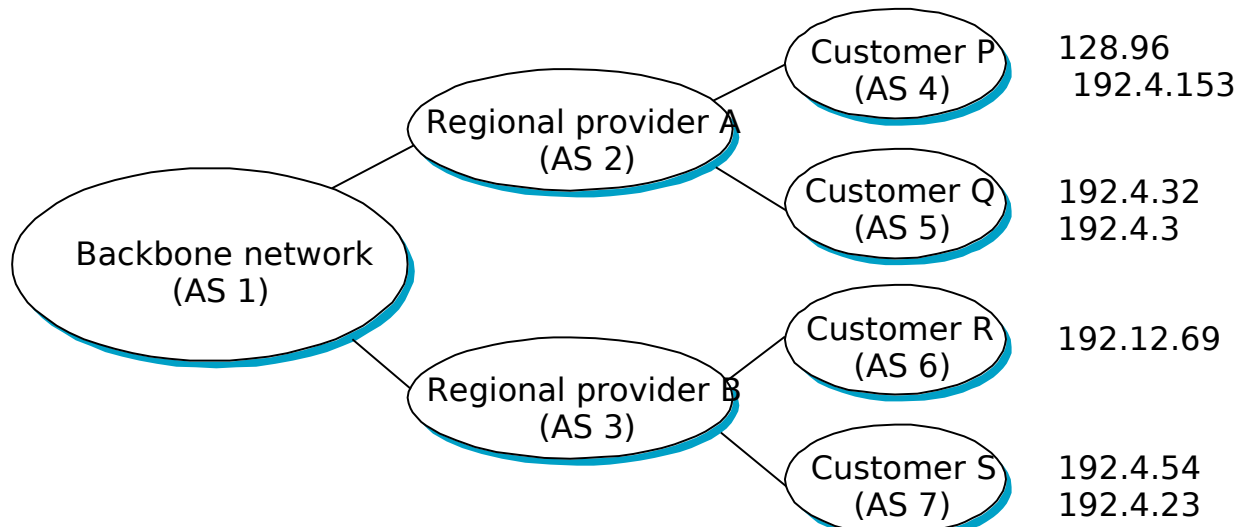 Customer P
(AS 4)
128.96
192.4.153
Regional provider A
(AS 2)
Customer Q
(AS 5)
192.4.32
192.4.3
Backbone network
(AS 1)
Customer R
(AS 6)
192.12.69
Regional provider B
(AS 3)
Customer S
(AS 7)
192.4.54
192.4.23